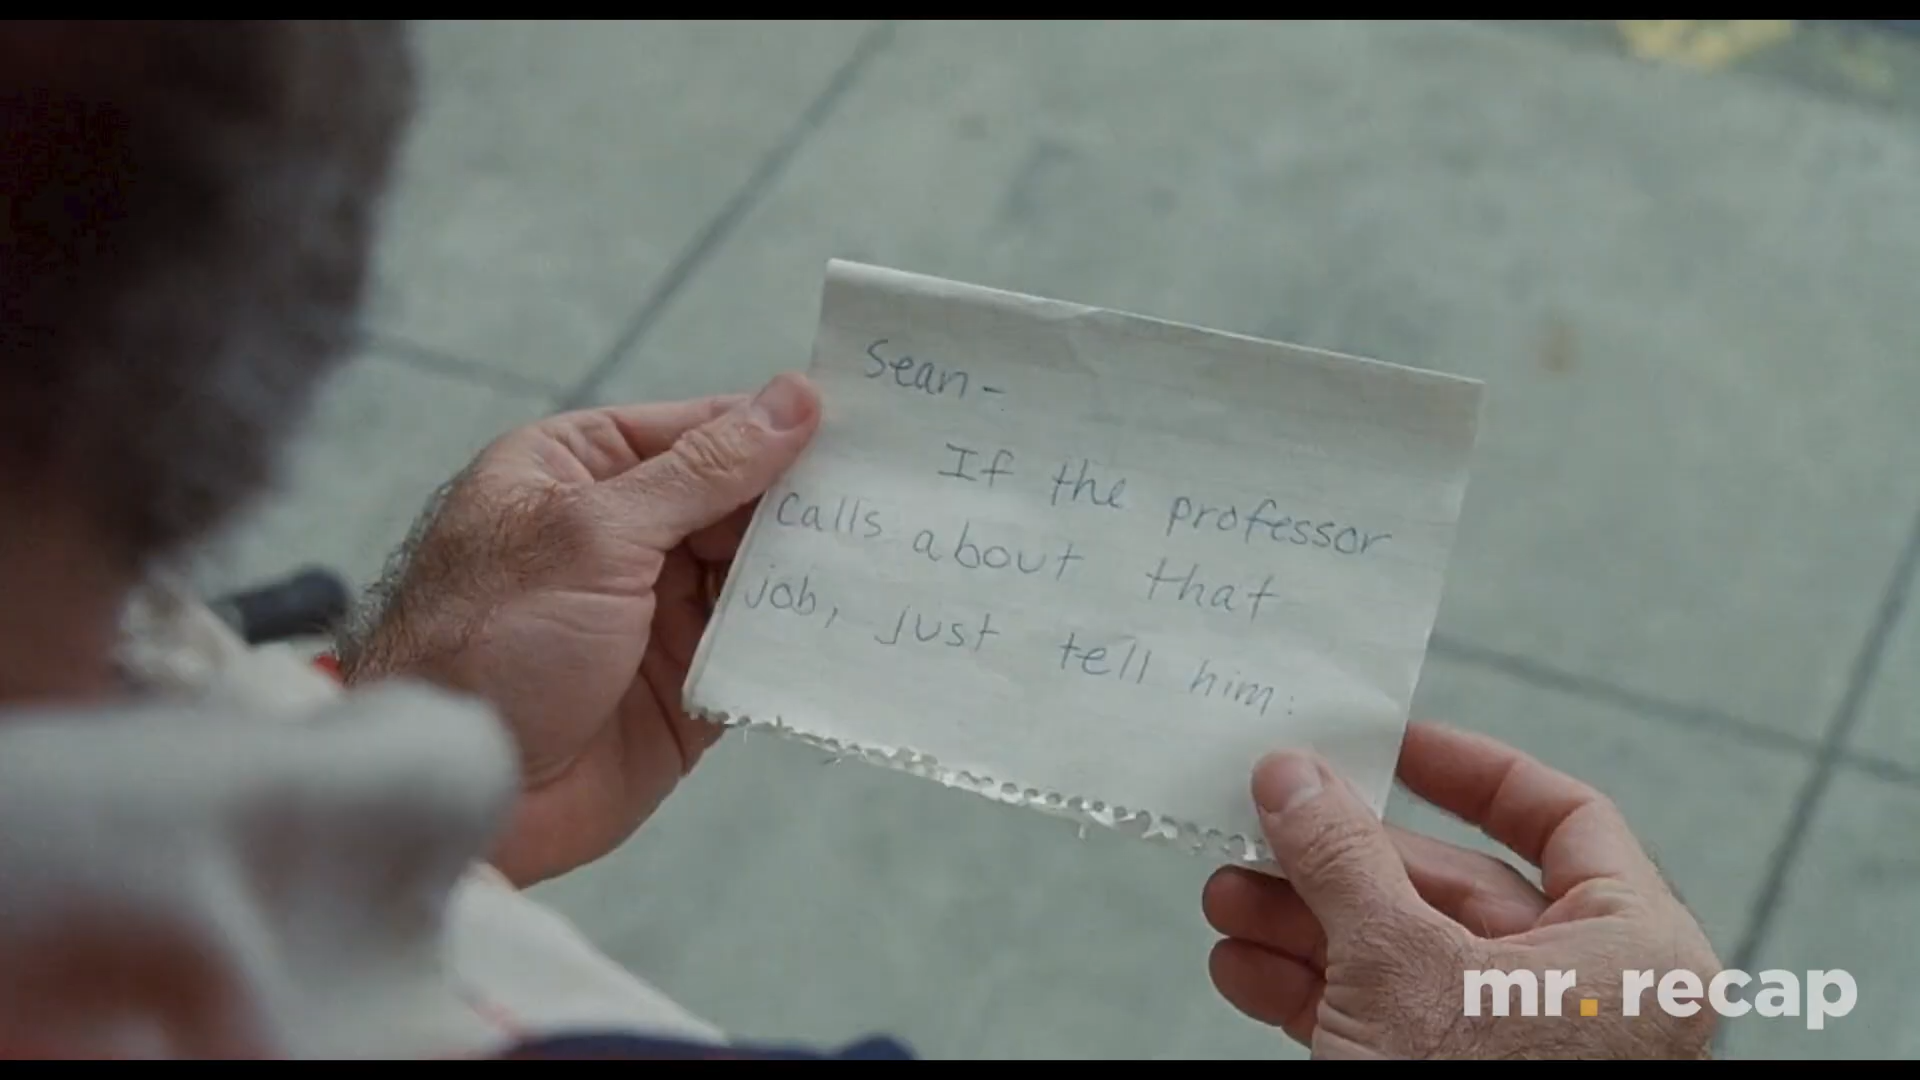 Sean-
If the professor
calls about that
job, just tell him:
mr. recap